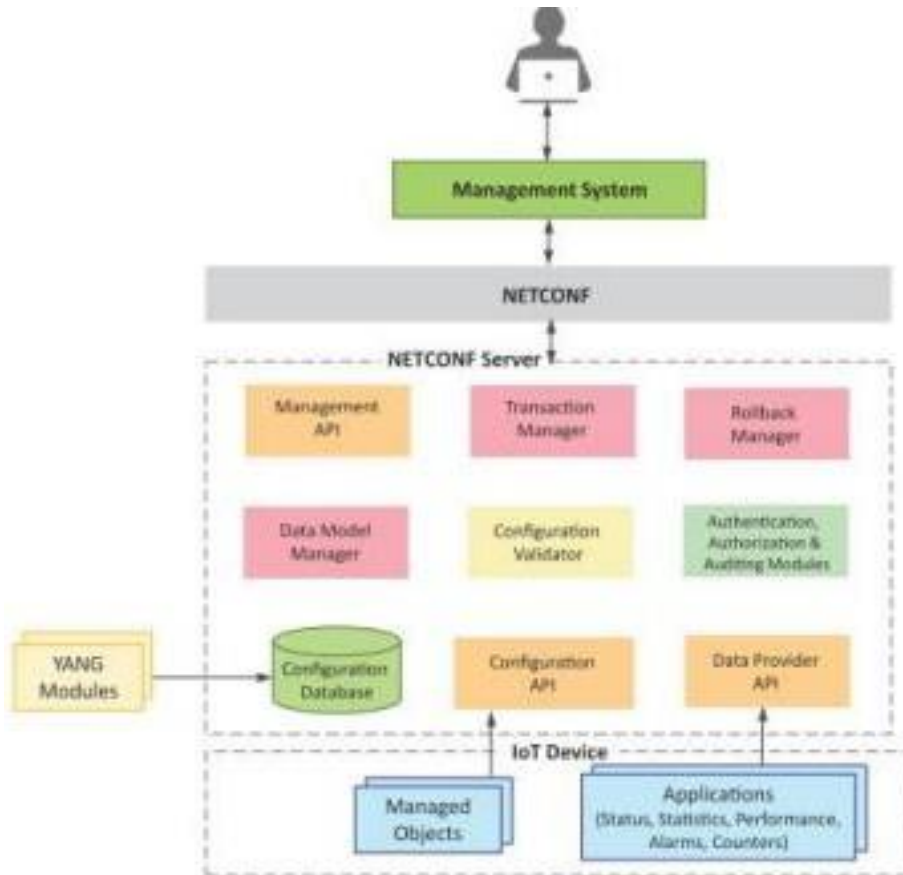 Management System
NETCONF
NETCONF Server
Management
API
Transaction
Manager
Rollback
Manager
Data Model
Manager
Configuration
Validator
Authentication,
Authorization &
Auditing Modules
YANG
Modules
Configuration
Database
Configuration
API
Data Provider
API
IoT Device
Managed
Objects
Applications
(Status, Statistics, Performance,
Alarms, Counters)